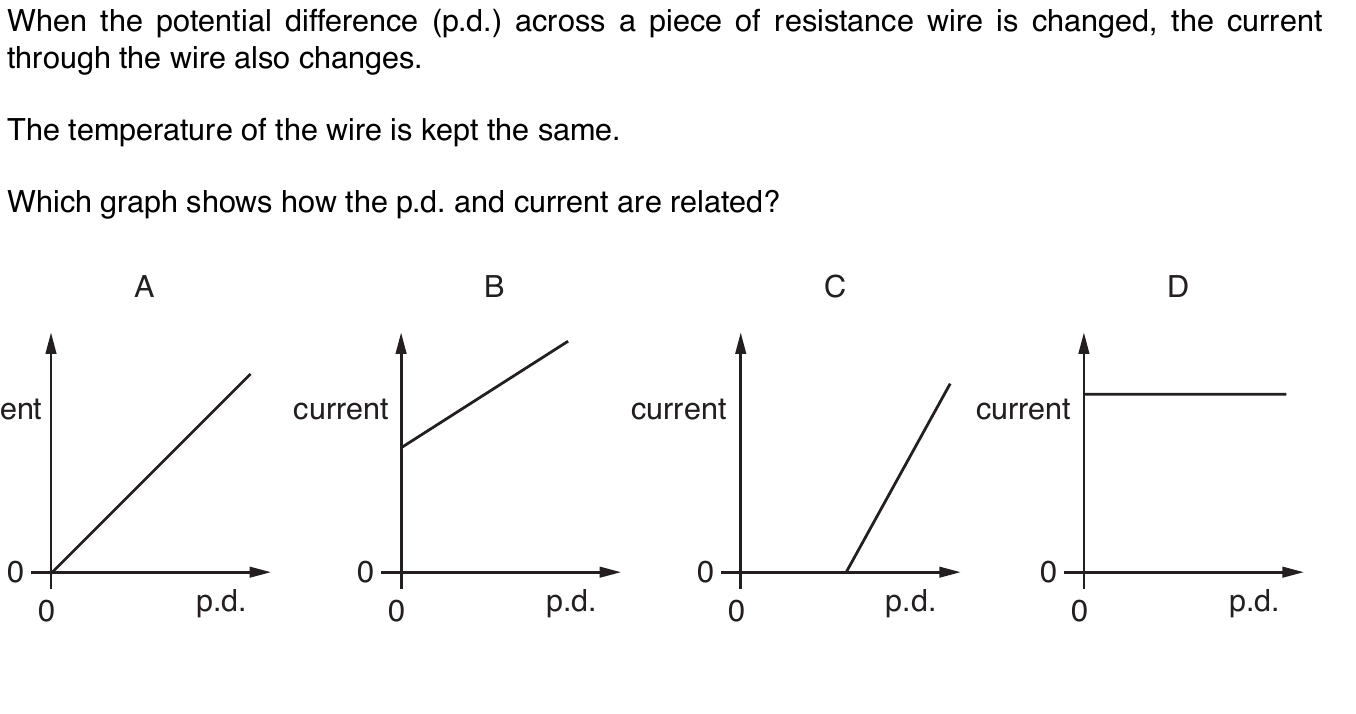 When the potential difference (p.d.) across a piece of resistance wire is changed, the current
through the wire also changes.
The temperature of the wire is kept the same.
Which graph shows how the p.d. and current are related?
A B C D
ent current current current
0 0 0 0
0 p.d. 0 p.d. 0 p.d. 0 p.d.